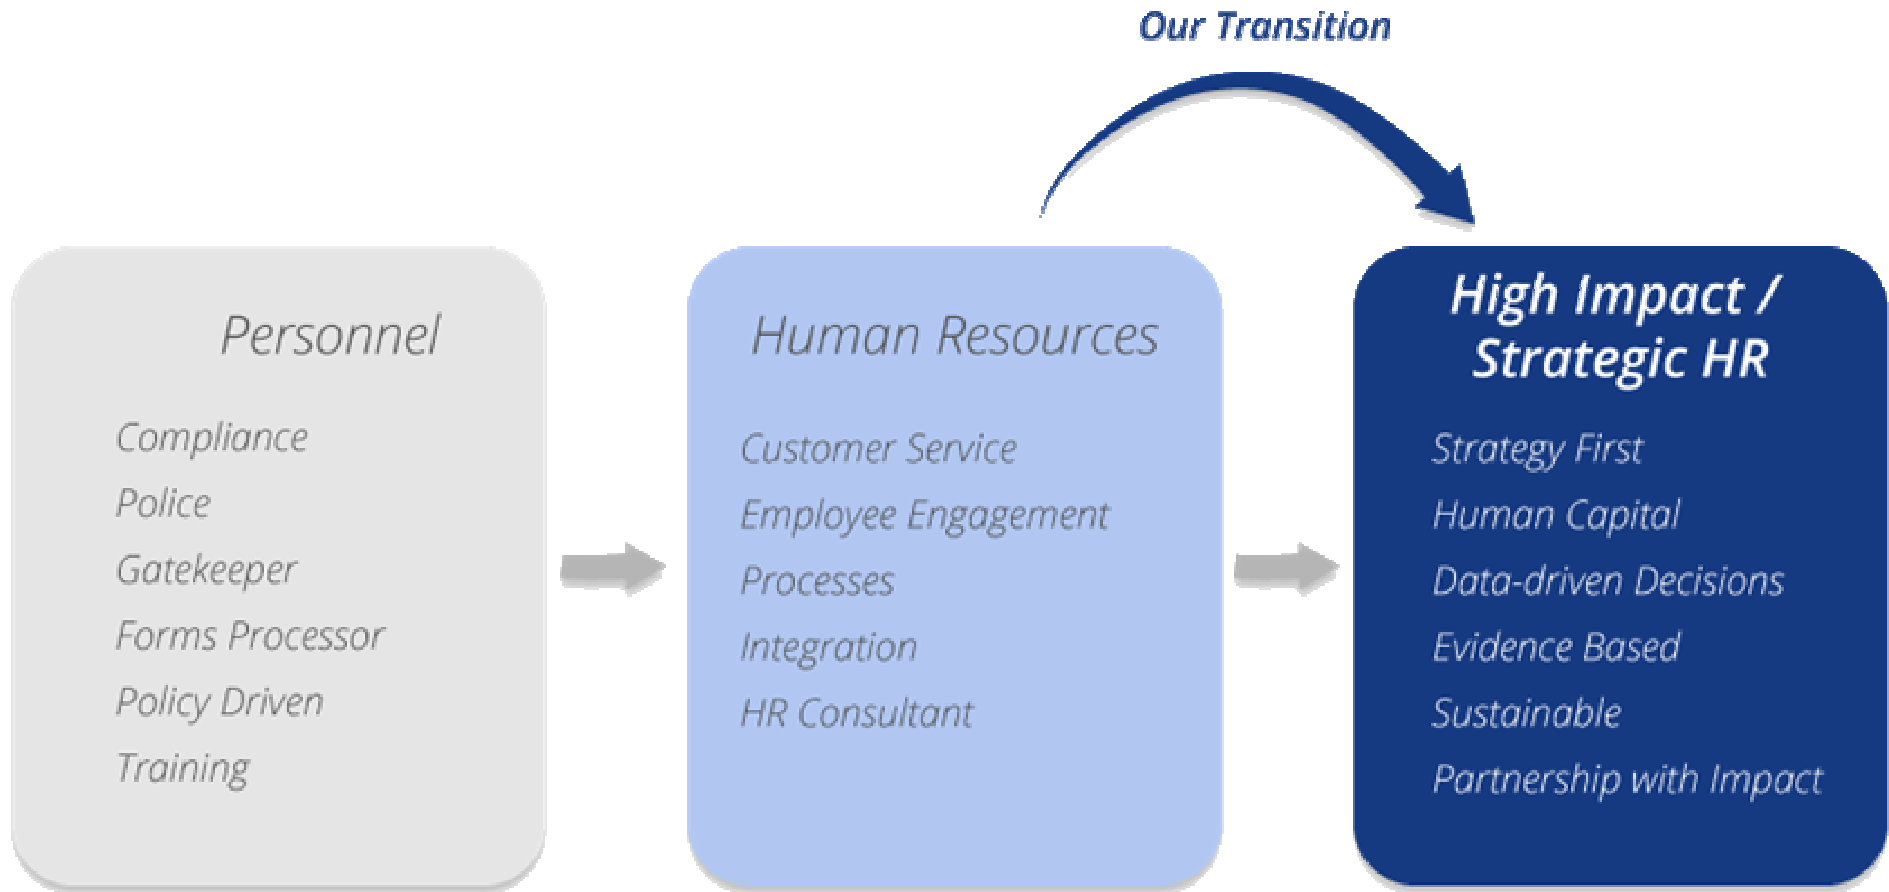 Our Transition
Personnel
Compliance
Police
Gatekeeper
Forms Processor
Policy Driven
Training
Human Resources
Customer Service
Employee Engagement
Processes
Integration
HR Consultant
High Impact /
Strategic HR
Strategy First
Human Capital
Data-driven Decisions
Evidence Based
Sustainable
Partnership with Impact